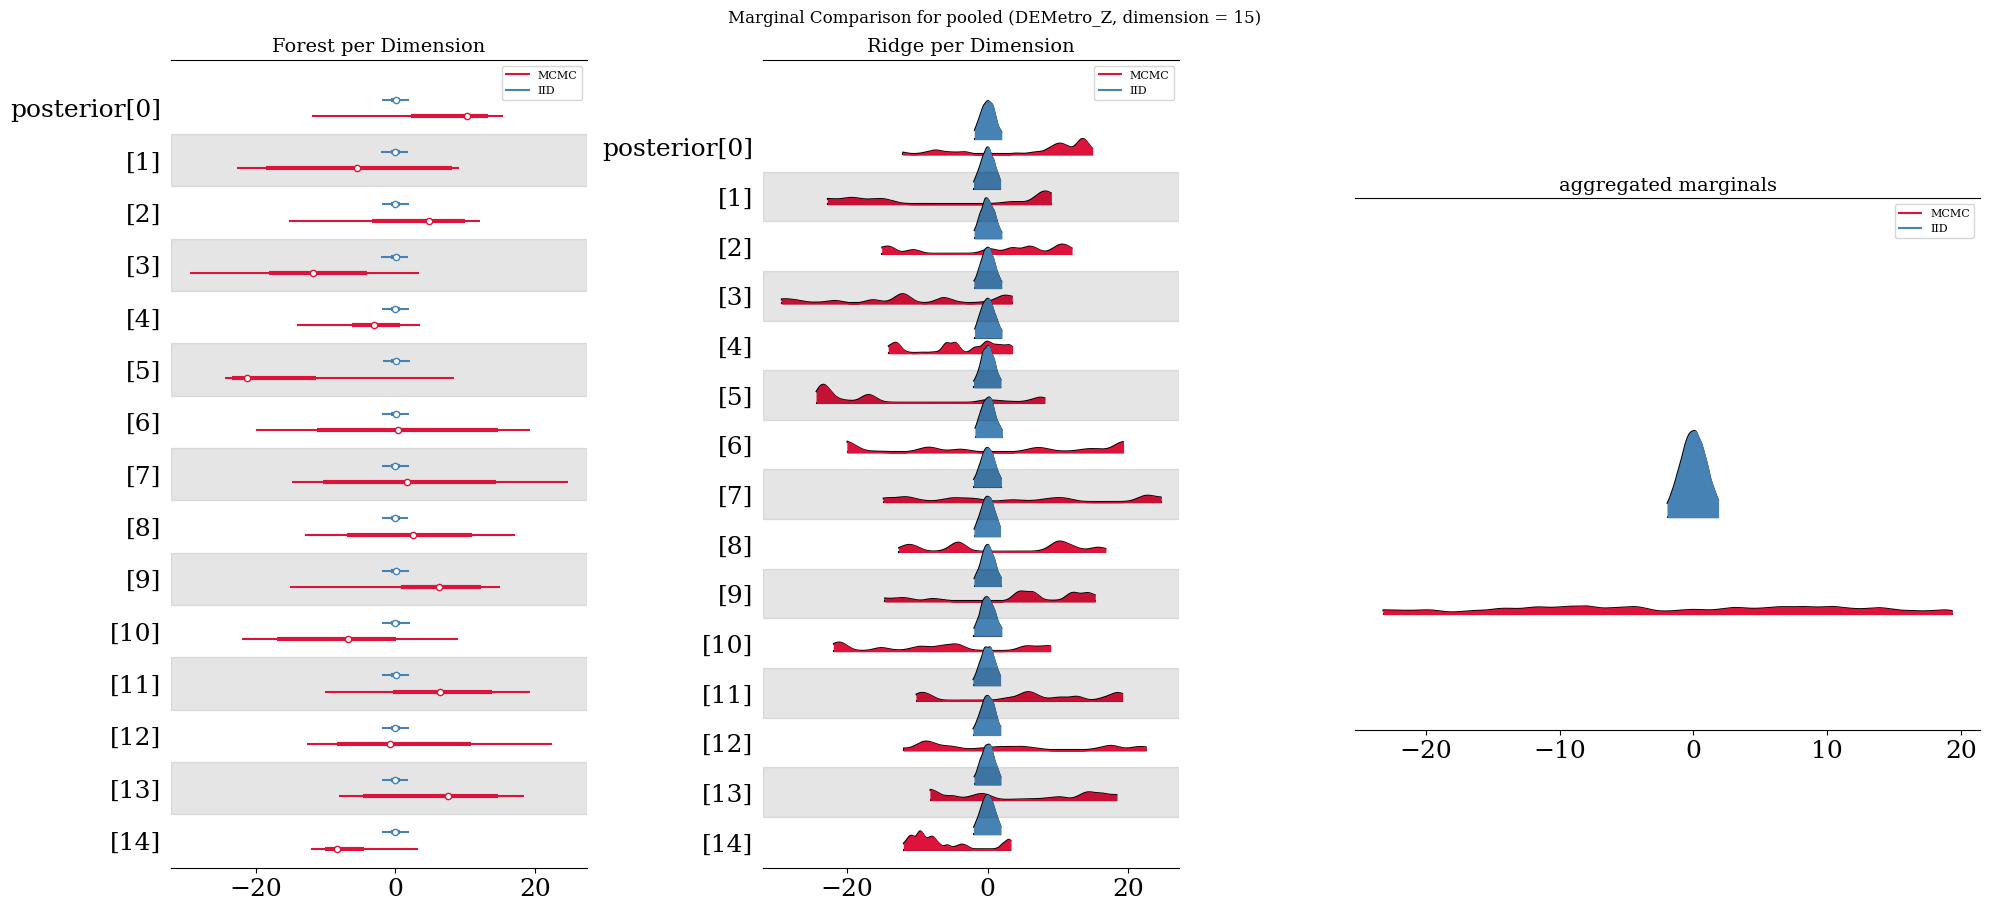 Marginal Comparison for pooled (DEMetro_Z, dimension = 15)
Forest per Dimension
MCMC
IID
posterior[0]
[1]
[2]
[3]
[4]
[5]
[6]
[7]
[8]
[9]
[10]
[11]
[12]
[13]
[14]
−20 0 20
Ridge per Dimension
MCMC
IID
posterior[0]
[1]
[2]
[3]
[4]
[5]
[6]
[7]
[8]
[9]
[10]
[11]
[12]
[13]
[14]
−20 0 20
aggregated marginals
MCMC
IID
−20 −10 0 10 20